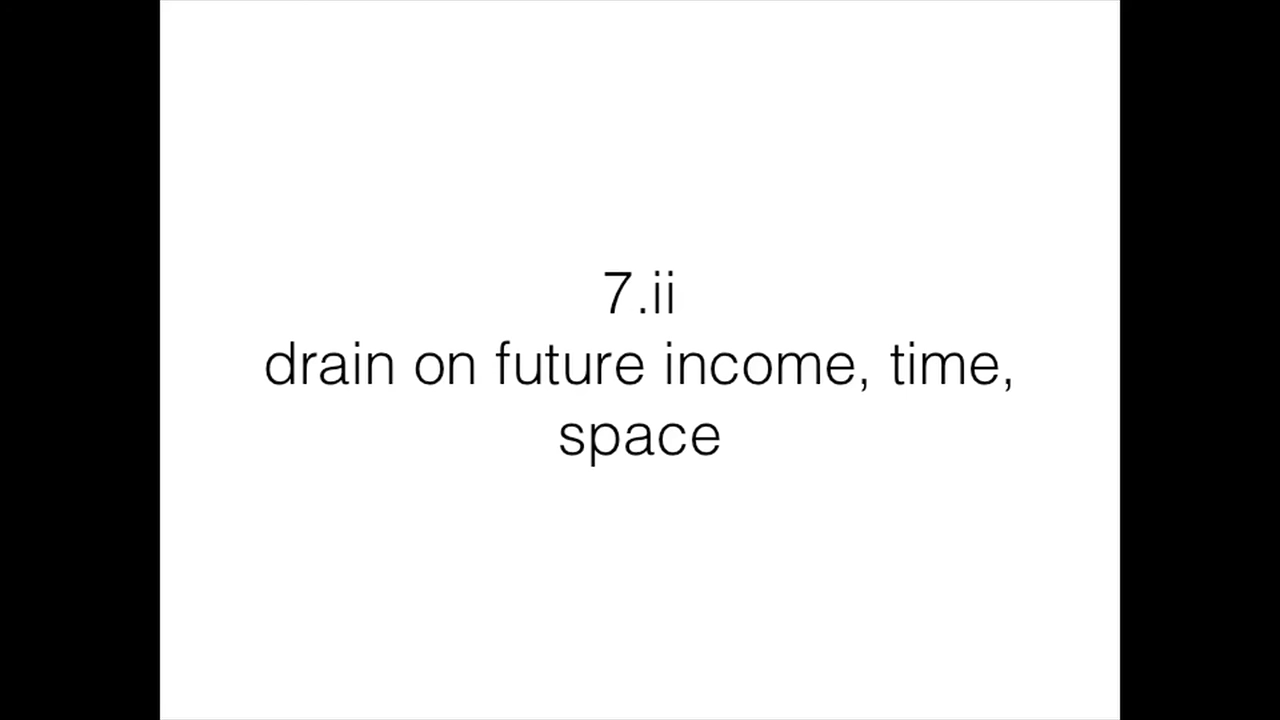 7.ii
drain on future income, time,
space